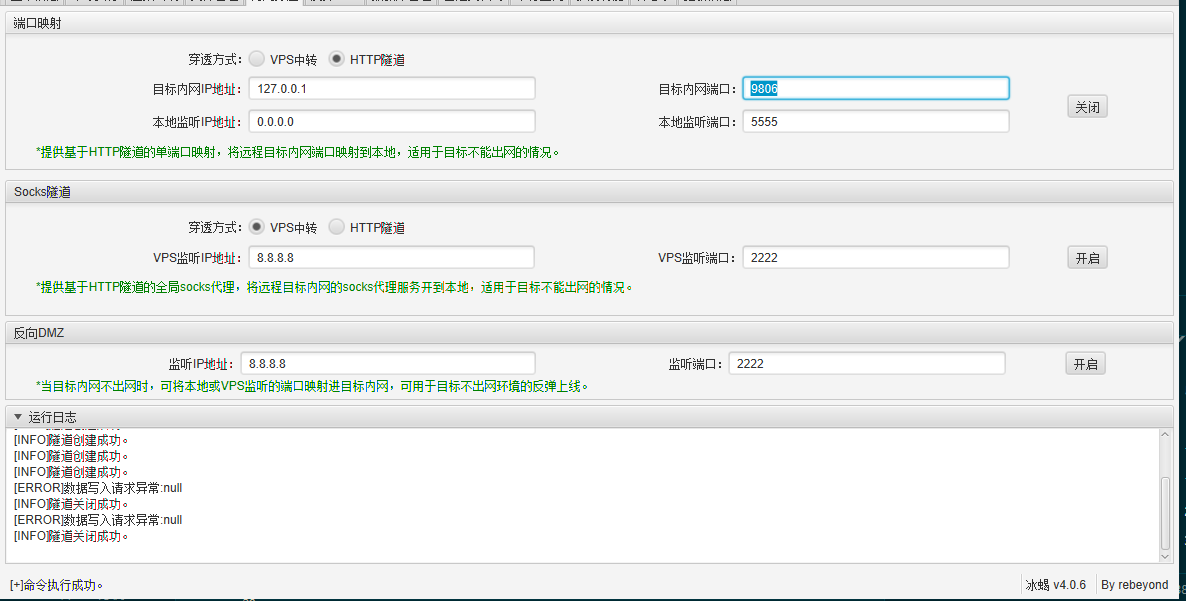 端口映射
穿透方式： VPS中转 HTTP隧道
目标内网IP地址： 127.0.0.1 目标内网端口： 9806
关闭
本地监听IP地址： 0.0.0.0 本地监听端口： 5555
*提供基于HTTP隧道的单端口映射，将远程目标内网端口映射到本地，适用于目标不能出网的情况。
Socks隧道
穿透方式： VPS中转 HTTP隧道
VPS监听IP地址： 8.8.8.8 VPS监听端口： 2222 开启
*提供基于HTTP隧道的全局socks代理，将远程目标内网的socks代理服务开到本地，适用于目标不能出网的情况。
反向DMZ
监听IP地址： 8.8.8.8 监听端口： 2222 开启
*当目标内网不出网时，可将本地或VPS监听的端口映射进目标内网，可用于目标不出网环境的反弹上线。
运行日志
[INFO]隧道创建成功。
[INFO]隧道创建成功。
[INFO]隧道创建成功。
[ERROR]数据写入请求异常:null
[INFO]隧道关闭成功。
[ERROR]数据写入请求异常:null
[INFO]隧道关闭成功。
[+]命令执行成功。 冰蝎 v4.0.6 By rebeyond